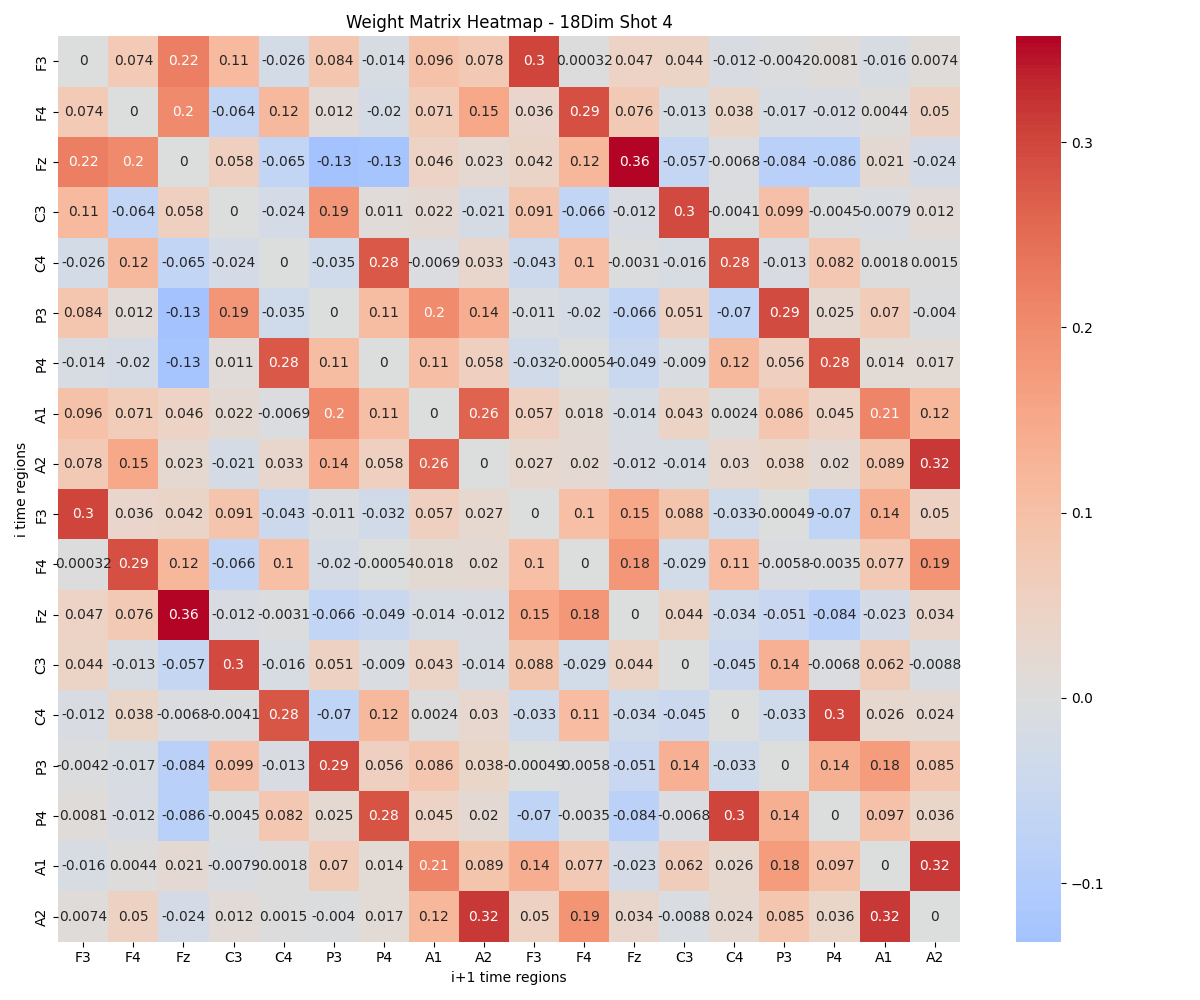 Weight Matrix Heatmap - 18Dim Shot 4
F3 0 0.074 0.22 0.11 -0.026 0.084 -0.014 0.096 0.078 0.3 0.00032 0.047 0.044 -0.012 -0.0042 0.0081 -0.016 0.0074
F4 0.074 0 0.2 -0.064 0.12 0.012 -0.02 0.071 0.15 0.036 0.29 0.076 -0.013 0.038 -0.017 -0.012 0.0044 0.05
Fz 0.22 0.2 0 0.058 -0.065 -0.13 -0.13 0.046 0.023 0.042 0.12 0.36 -0.057 -0.0068 -0.084 -0.086 0.021 -0.024
C3 0.11 -0.064 0.058 0 -0.024 0.19 0.011 0.022 -0.021 0.091 -0.066 -0.012 0.3 -0.0041 0.099 -0.0045 -0.0079 0.012
C4 -0.026 0.12 -0.065 -0.024 0 -0.035 0.28 -0.0069 0.033 -0.043 0.1 -0.0031 -0.016 0.28 -0.013 0.082 0.0018 0.0015
P3 0.084 0.012 -0.13 0.19 -0.035 0 0.11 0.2 0.14 -0.011 -0.02 -0.066 0.051 -0.07 0.29 0.025 0.07 -0.004
P4 -0.014 -0.02 -0.13 0.011 0.28 0.11 0 0.11 0.058 -0.032 -0.00054 -0.049 -0.009 0.12 0.056 0.28 0.014 0.017
A1 0.096 0.071 0.046 0.022 -0.0069 0.2 0.11 0 0.26 0.057 0.018 -0.014 0.043 0.0024 0.086 0.045 0.21 0.12
A2 0.078 0.15 0.023 -0.021 0.033 0.14 0.058 0.26 0 0.027 0.02 -0.012 -0.014 0.03 0.038 0.02 0.089 0.32
F3 0.3 0.036 0.042 0.091 -0.043 -0.011 -0.032 0.057 0.027 0 0.1 0.15 0.088 -0.033 -0.00049 -0.07 0.14 0.05
F4 0.00032 0.29 0.12 -0.066 0.1 -0.02 -0.00054 0.018 0.02 0.1 0 0.18 -0.029 0.11 -0.0058 -0.0035 0.077 0.19
Fz 0.047 0.076 0.36 -0.012 -0.0031 -0.066 -0.049 -0.014 -0.012 0.15 0.18 0 0.044 -0.034 -0.051 -0.084 -0.023 0.034
C3 0.044 -0.013 -0.057 0.3 -0.016 0.051 -0.009 0.043 -0.014 0.088 -0.029 0.044 0 -0.045 0.14 -0.0068 0.062 -0.0088
C4 -0.012 0.038 -0.0068 -0.0041 0.28 -0.07 0.12 0.0024 0.03 -0.033 0.11 -0.034 -0.045 0 -0.033 0.3 0.026 0.024
P3 -0.0042 -0.017 -0.084 0.099 -0.013 0.29 0.056 0.086 0.038 -0.00049 -0.0058 -0.051 0.14 -0.033 0 0.14 0.18 0.085
P4 0.0081 -0.012 -0.086 -0.0045 0.082 0.025 0.28 0.045 0.02 -0.07 -0.0035 -0.084 -0.0068 0.3 0.14 0 0.097 0.036
A1 -0.016 0.0044 0.021 -0.0079 0.0018 0.07 0.014 0.21 0.089 0.14 0.077 -0.023 0.062 0.026 0.18 0.097 0 0.32
A2 0.0074 0.05 -0.024 0.012 0.0015 -0.004 0.017 0.12 0.32 0.05 0.19 0.034 -0.0088 0.024 0.085 0.036 0.32 0
F3 F4 Fz C3 C4 P3 P4 A1 A2 F3 F4 Fz C3 C4 P3 P4 A1 A2
i+1 time regions
i time regions
0.3
0.2
0.1
0.0
−0.1